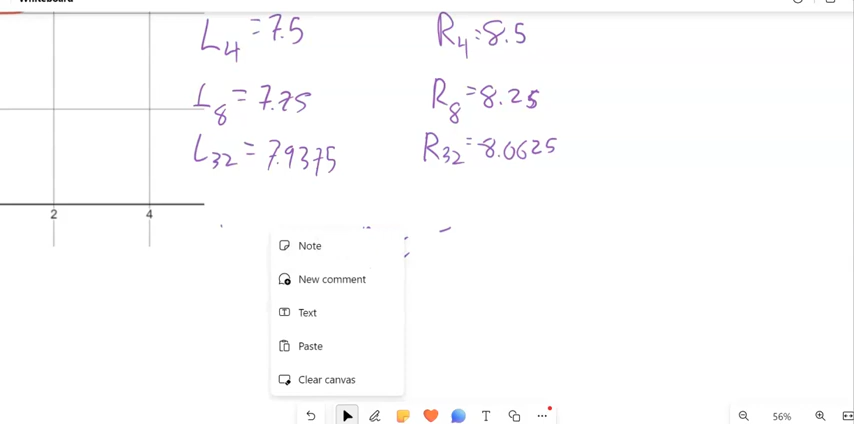 Whiteboard
L4 = 7.5 R4 = 8.5
L8 = 7.75 R8 = 8.25
L32 = 7.9375 R32 = 8.0625
2 4
Note
New comment
Text
Paste
Clear canvas
56%